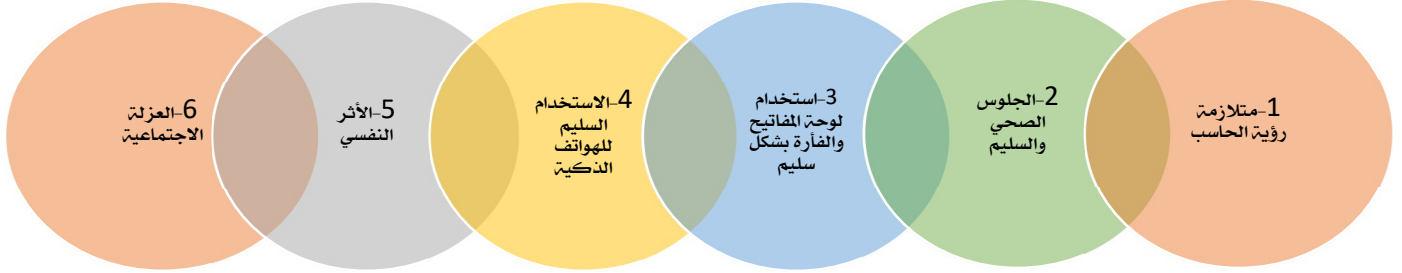 1-متلازمة
رؤية الحاسب
2-الجلوس
الصحي
والسليم
3-استخدام
لوحة المفاتيح
والفأرة بشكل
سليم
4-الاستخدام
السليم
للهواتف
الذكية
5-الأثر
النفسي
6-العزلة
الاجتماعية